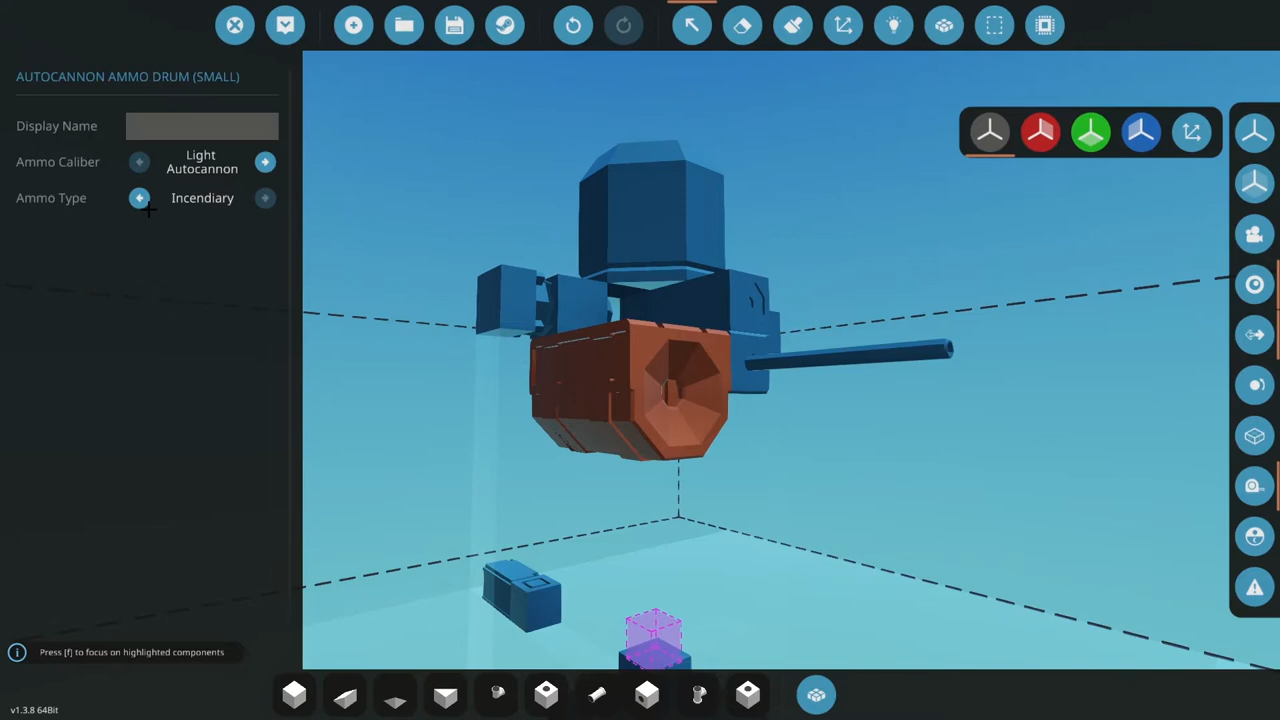 AUTOCANNON AMMO DRUM (SMALL)
Display Name
Ammo Caliber
Light
Autocannon
Ammo Type
Incendiary
Press [f] to focus on highlighted components
v1.3.8 64Bit